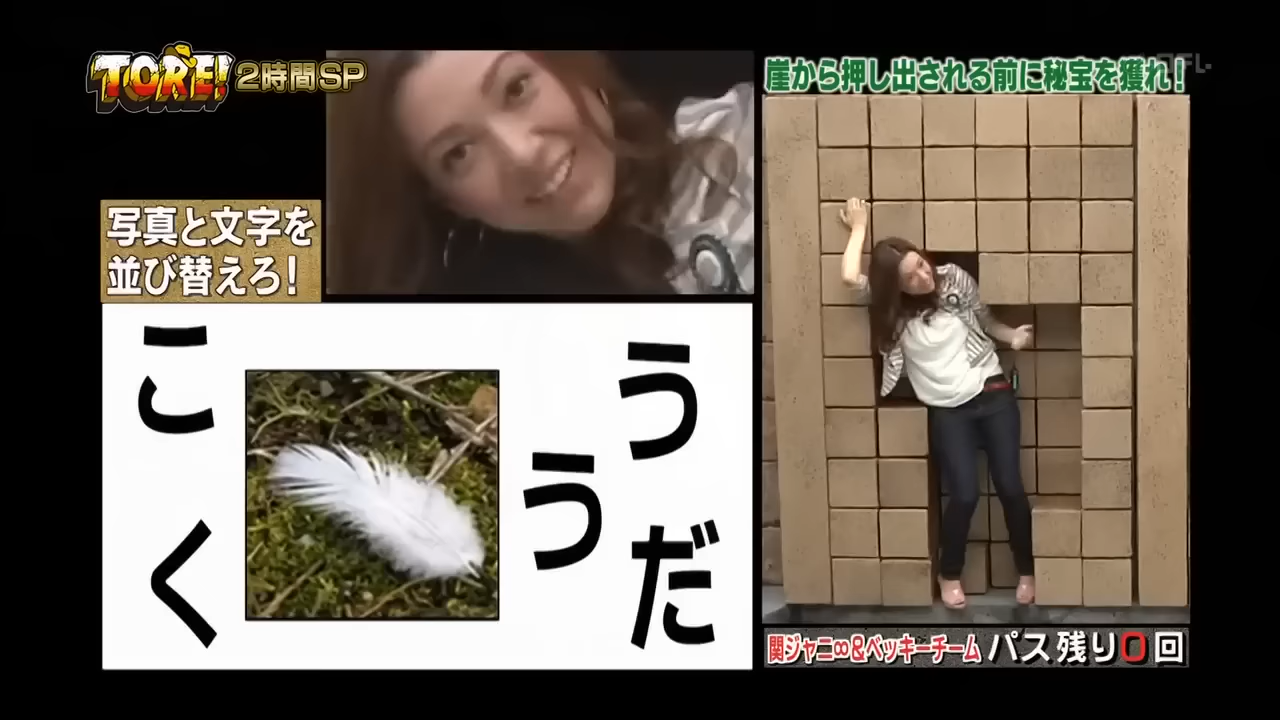 TORE! 2時間SP
崖から押し出される前に秘宝を獲れ!
写真と文字を
並び替えろ!
こ
う
う
く
だ
関ジャニ∞&ベッキーチーム パス残り0回